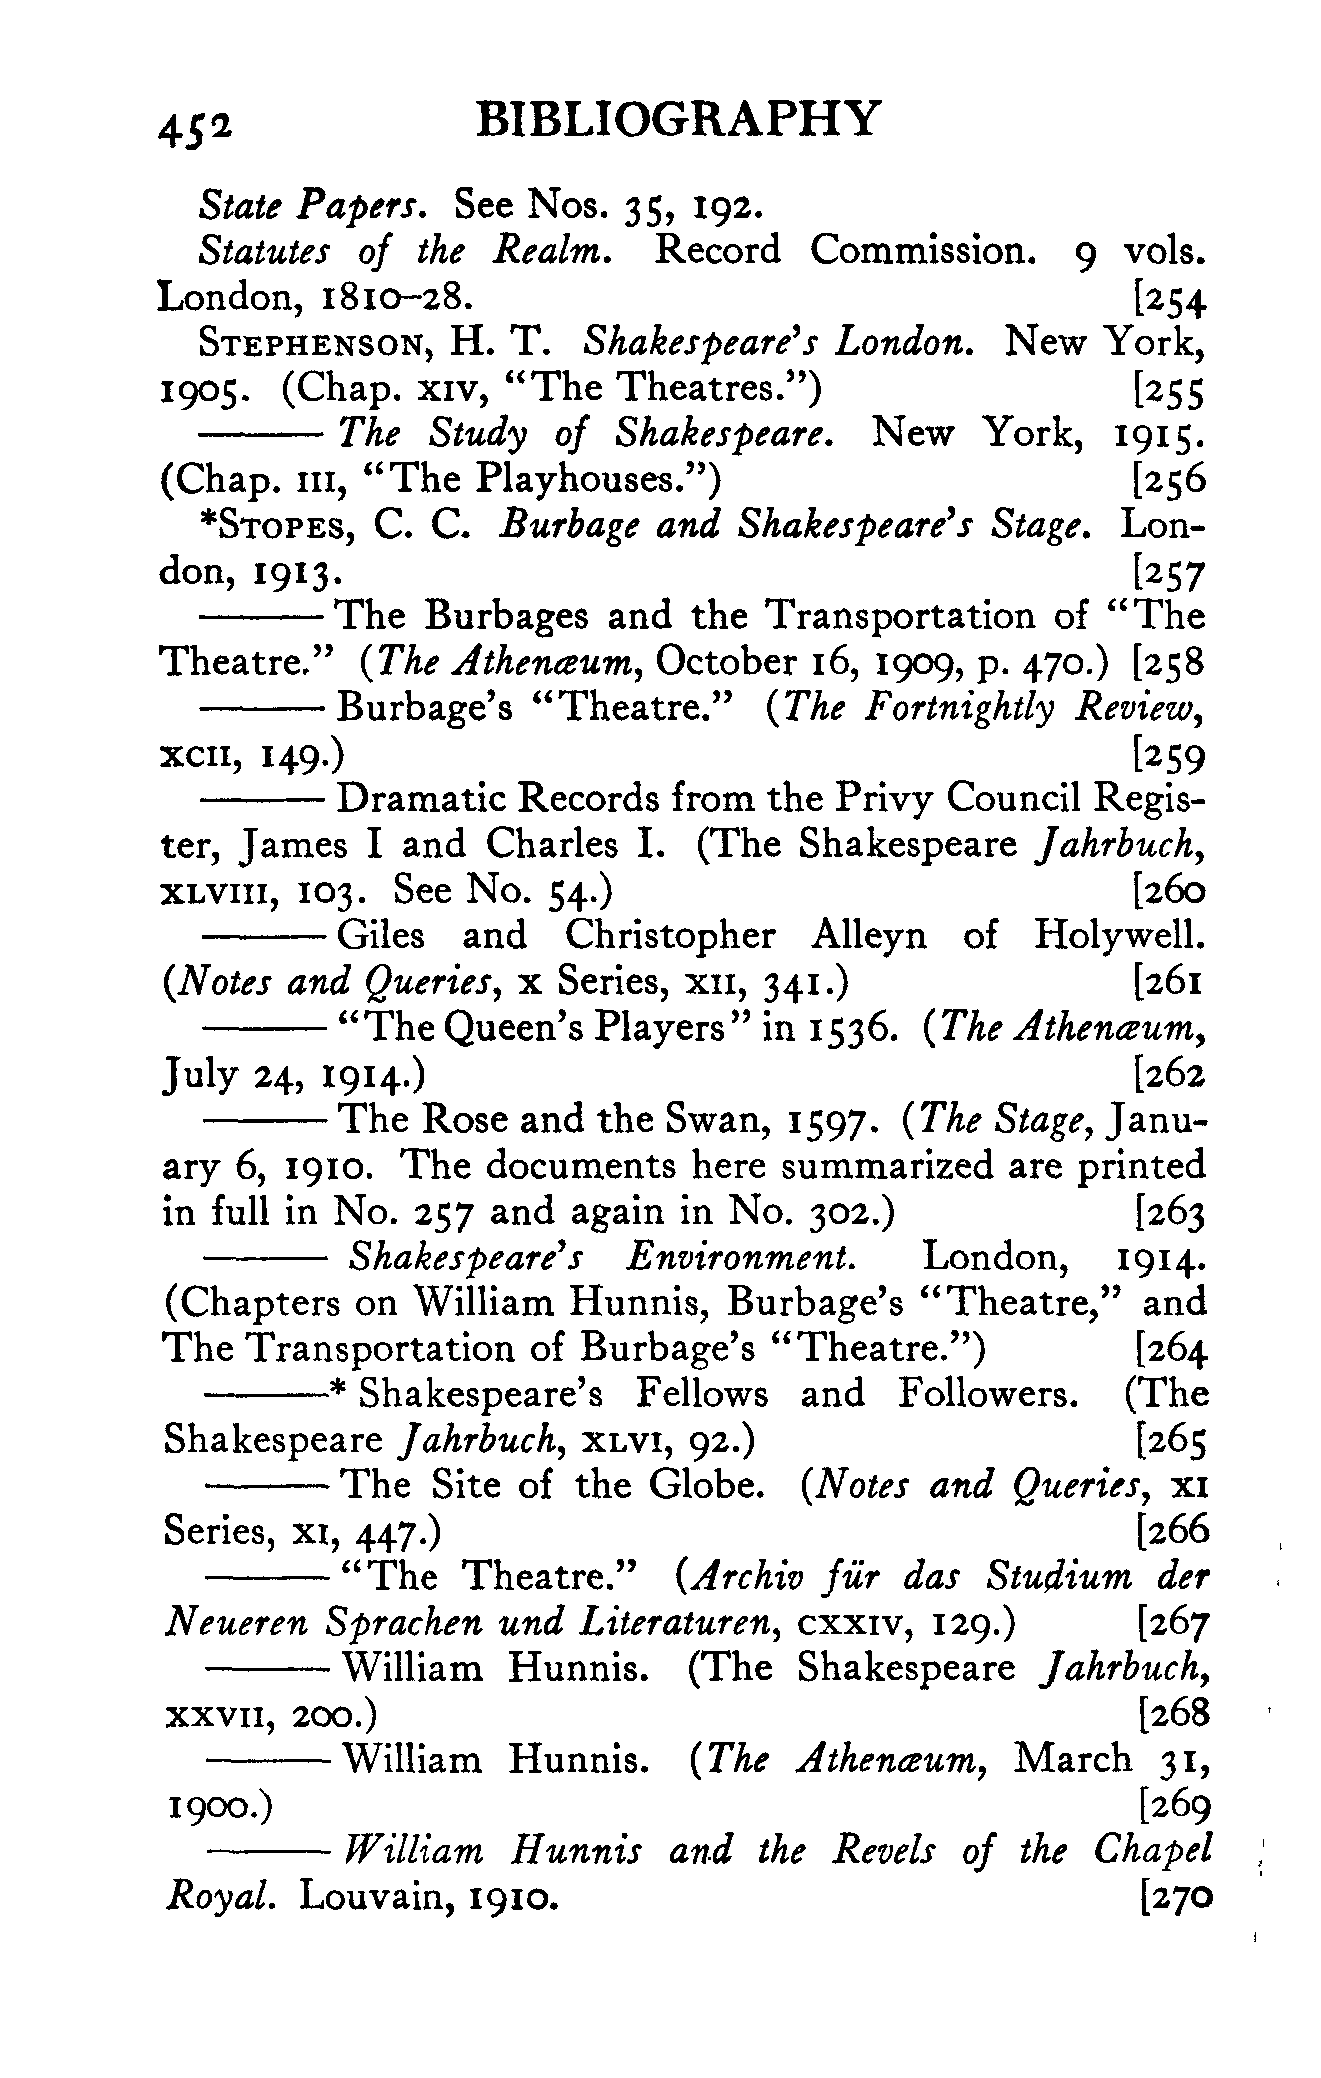 452 BIBLIOGRAPHY
State Papers. See Nos. 35, 192.
Statutes of the Realm. Record Commission. 9 vols.
London, 1810–28. [254
STEPHENSON, H. T. Shakespeare's London. New York,
1905. (Chap. XIV, "The Theatres.") [255
——— The Study of Shakespeare. New York, 1915.
(Chap. III, "The Playhouses.") [256
*STOPES, C. C. Burbage and Shakespeare's Stage. Lon-
don, 1913. [257
——— The Burbages and the Transportation of "The
Theatre." (The Athenæum, October 16, 1909, p. 470.) [258
——— Burbage's "Theatre." (The Fortnightly Review,
XCII, 149.) [259
——— Dramatic Records from the Privy Council Regis-
ter, James I and Charles I. (The Shakespeare Jahrbuch,
XLVIII, 103. See No. 54.) [260
——— Giles and Christopher Alleyn of Holywell.
(Notes and Queries, X Series, XII, 341.) [261
——— "The Queen's Players" in 1536. (The Athenæum,
July 24, 1914.) [262
——— The Rose and the Swan, 1597. (The Stage, Janu-
ary 6, 1910. The documents here summarized are printed
in full in No. 257 and again in No. 302.) [263
——— Shakespeare's Environment. London, 1914.
(Chapters on William Hunnis, Burbage's "Theatre," and
The Transportation of Burbage's "Theatre.") [264
———* Shakespeare's Fellows and Followers. (The
Shakespeare Jahrbuch, XLVI, 92.) [265
——— The Site of the Globe. (Notes and Queries, XI
Series, XI, 447.) [266
——— "The Theatre." (Archiv für das Studium der
Neueren Sprachen und Literaturen, CXXIV, 129.) [267
——— William Hunnis. (The Shakespeare Jahrbuch,
XXVII, 200.) [268
——— William Hunnis. (The Athenæum, March 31,
1900.) [269
——— William Hunnis and the Revels of the Chapel
Royal. Louvain, 1910. [270